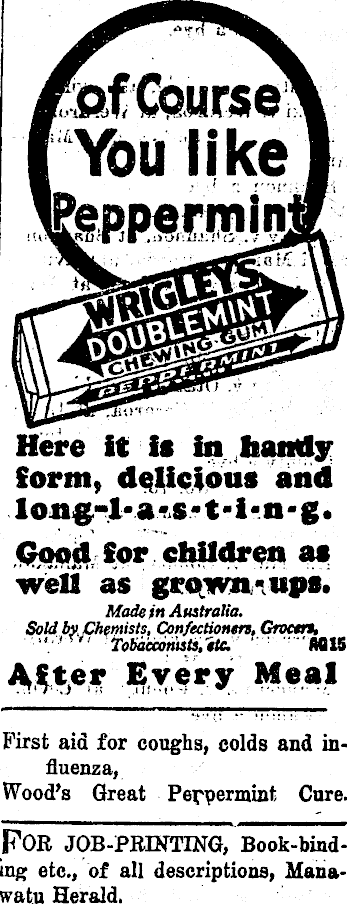 of Course
You like
Peppermint
WRIGLEY'S
DOUBLEMINT
CHEWING GUM
PEPPERMINT
Here it is in handy
form, delicious and
long-l-a-s-t-i-n-g.
Good for children as
well as grown-ups.
Made in Australia.
Sold by Chemists, Confectioners, Grocers,
Tobacconists, etc. AQ15
After Every Meal
First aid for coughs, colds and in-
fluenza,
Wood's Great Peppermint Cure.
FOR JOB-PRINTING, Book-bind-
ing etc., of all descriptions, Mana-
watu Herald.